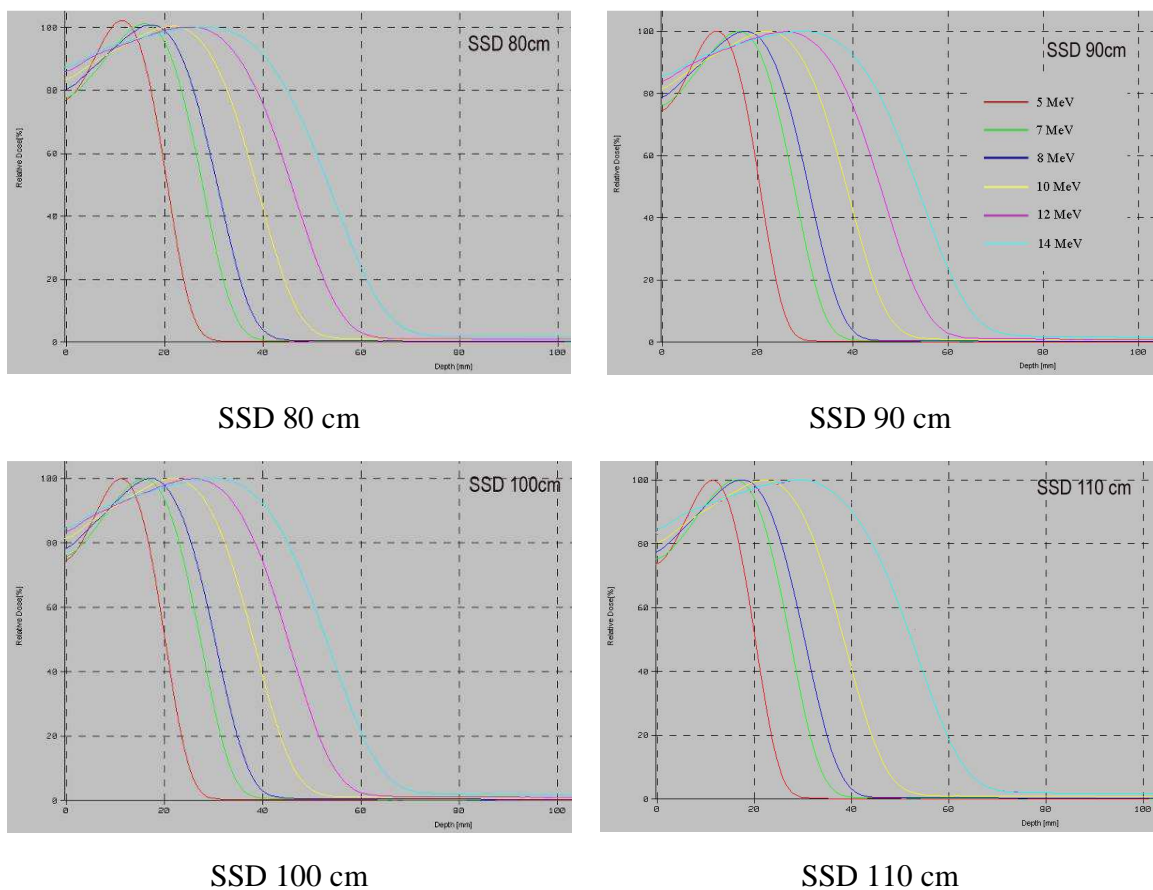 SSD 80cm
100
80
60
40
20
0
Relative Dose[%]
0 20 40 60 80 100
Depth [mm]
SSD 80 cm
SSD 90cm
5 MeV
7 MeV
8 MeV
10 MeV
12 MeV
14 MeV
100
80
60
40
20
0
Relative Dose[%]
0 20 40 60 80 100
Depth [mm]
SSD 90 cm
SSD 100cm
100
80
60
40
20
0
Relative Dose[%]
0 20 40 60 80 100
Depth [mm]
SSD 100 cm
SSD 110 cm
100
80
60
40
20
0
Relative Dose[%]
0 20 40 60 80 100
Depth [mm]
SSD 110 cm